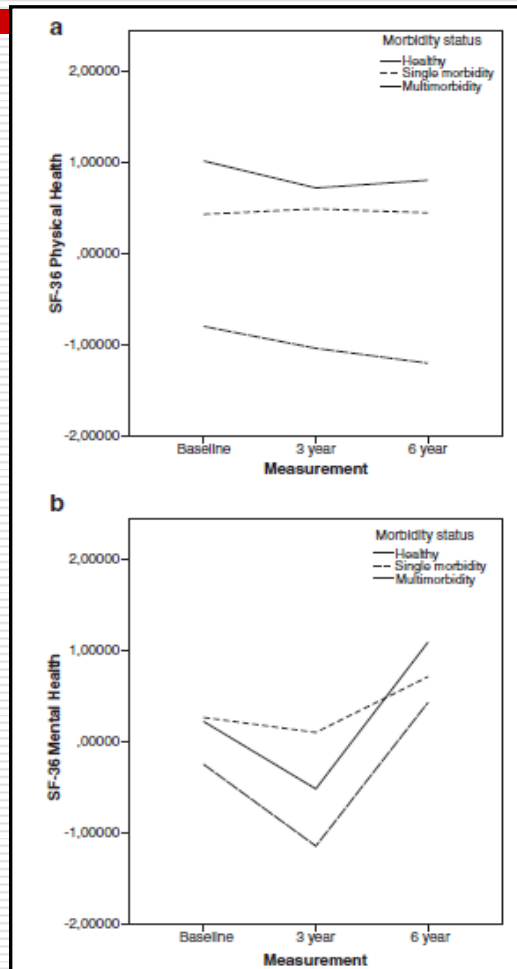 a
Morbidity status
Healthy
Single morbidity
Multimorbidity
2,00000
1,00000
,00000
-1,00000
-2,00000
SF-36 Physical Health
Baseline 3 year 6 year
Measurement
b
Morbidity status
Healthy
Single morbidity
Multimorbidity
2,00000
1,00000
,00000
-1,00000
-2,00000
SF-36 Mental Health
Baseline 3 year 6 year
Measurement